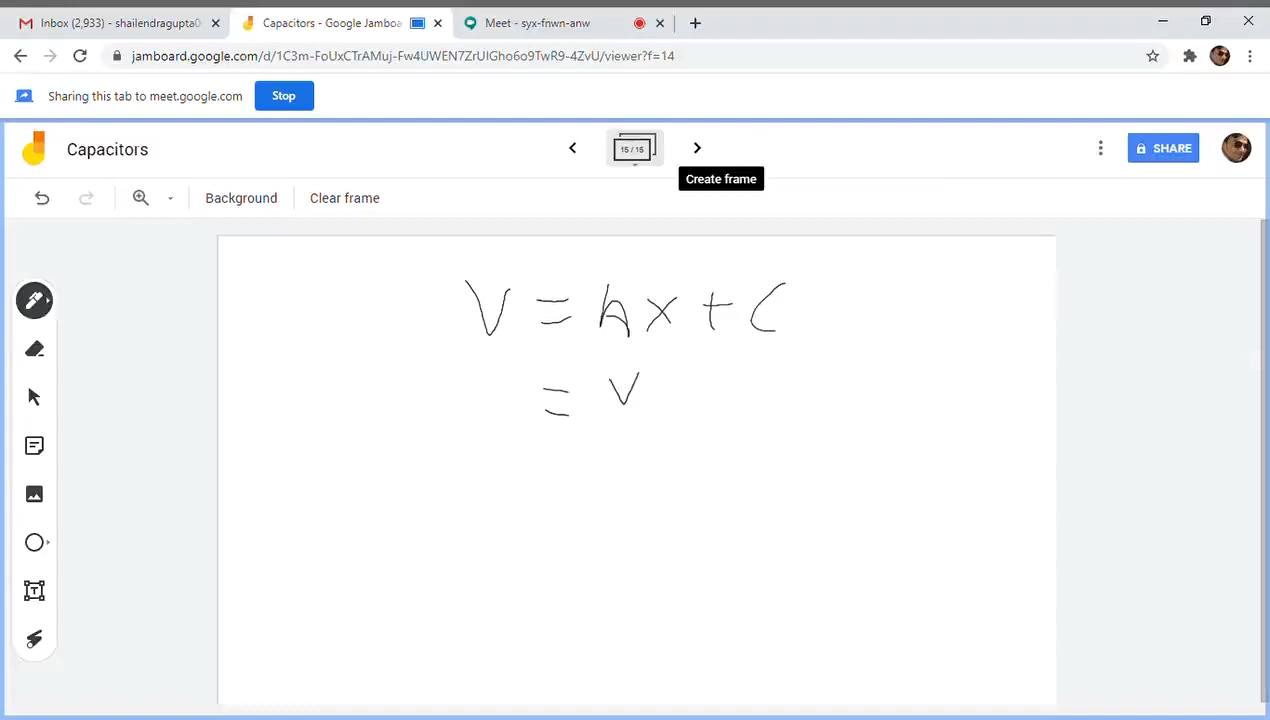 Inbox (2,933) - shailendragupta0
Capacitors - Google Jamboa
Meet - syx-fnwn-anw
jamboard.google.com/d/1C3m-FoUxCTrAMuj-Fw4UWEN7ZrUIGho6o9TwR9-4ZvU/viewer?f=14
Sharing this tab to meet.google.com
Stop
Capacitors
15 / 15
SHARE
Create frame
Background
Clear frame
V = Ax + C
= V